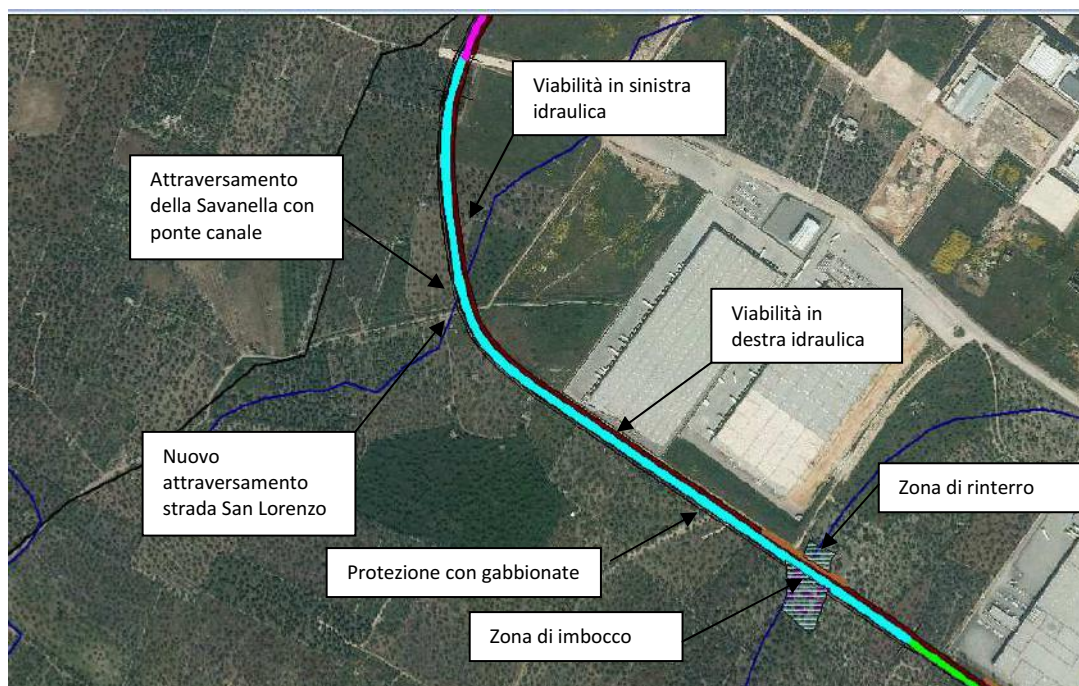 Viabilità in sinistra
idraulica
Attraversamento
della Savanella con
ponte canale
Viabilità in
destra idraulica
Nuovo
attraversamento
strada San Lorenzo
Zona di rinterro
Protezione con gabbionate
Zona di imbocco